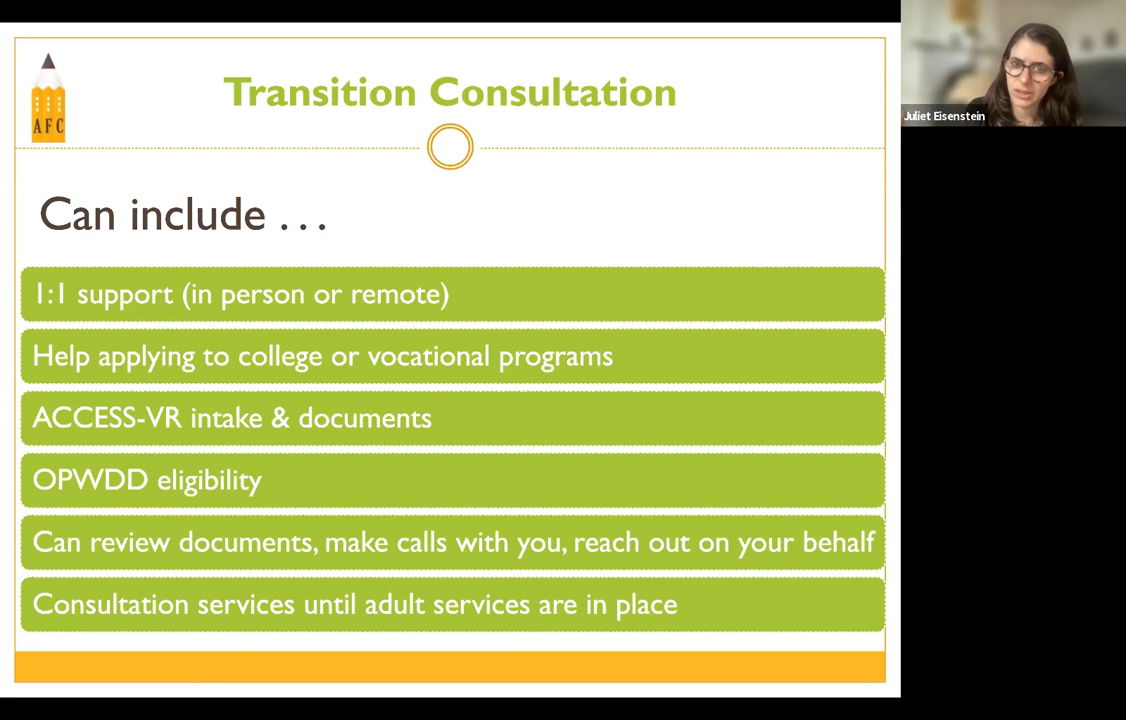 AFC
Transition Consultation
Can include . . .
1:1 support (in person or remote)
Help applying to college or vocational programs
ACCESS-VR intake & documents
OPWDD eligibility
Can review documents, make calls with you, reach out on your behalf
Consultation services until adult services are in place
Juliet Eisenstein